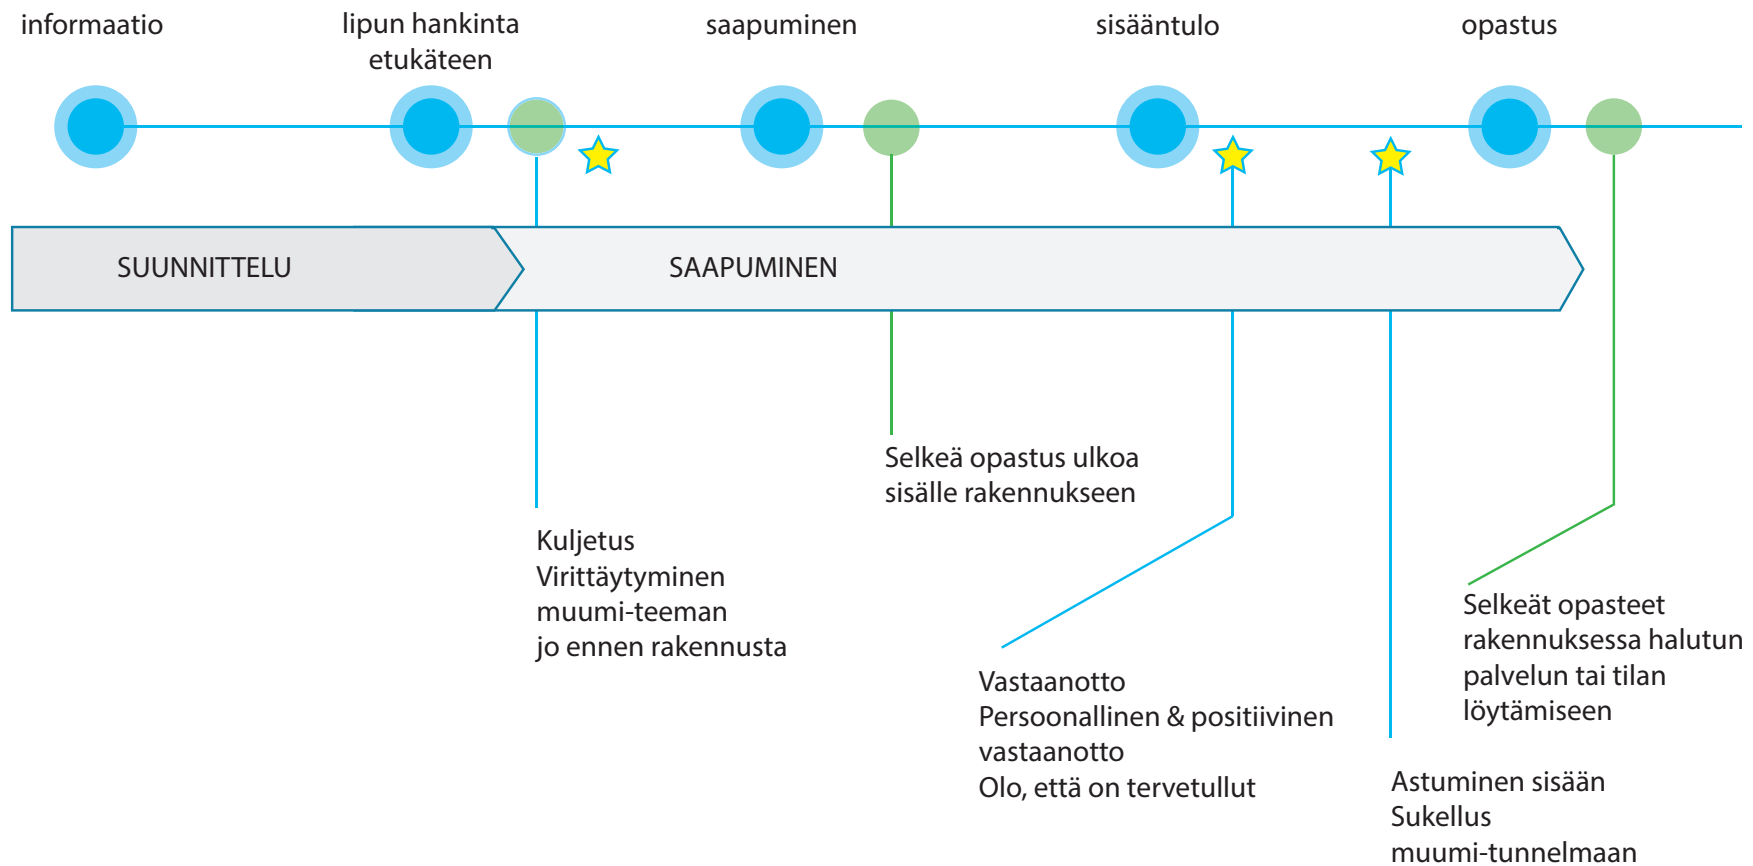 informaatio
lipun hankinta
etukäteen
saapuminen
sisääntulo
opastus
SUUNNITTELU
SAAPUMINEN
Selkeä opastus ulkoa
sisälle rakennukseen
Kuljetus
Virittäytyminen
muumi-teeman
jo ennen rakennusta
Vastaanotto
Persoonallinen & positiivinen
vastaanotto
Olo, että on tervetullut
Selkeät opasteet
rakennuksessa halutun
palvelun tai tilan
löytämiseen
Astuminen sisään
Sukellus
muumi-tunnelmaan